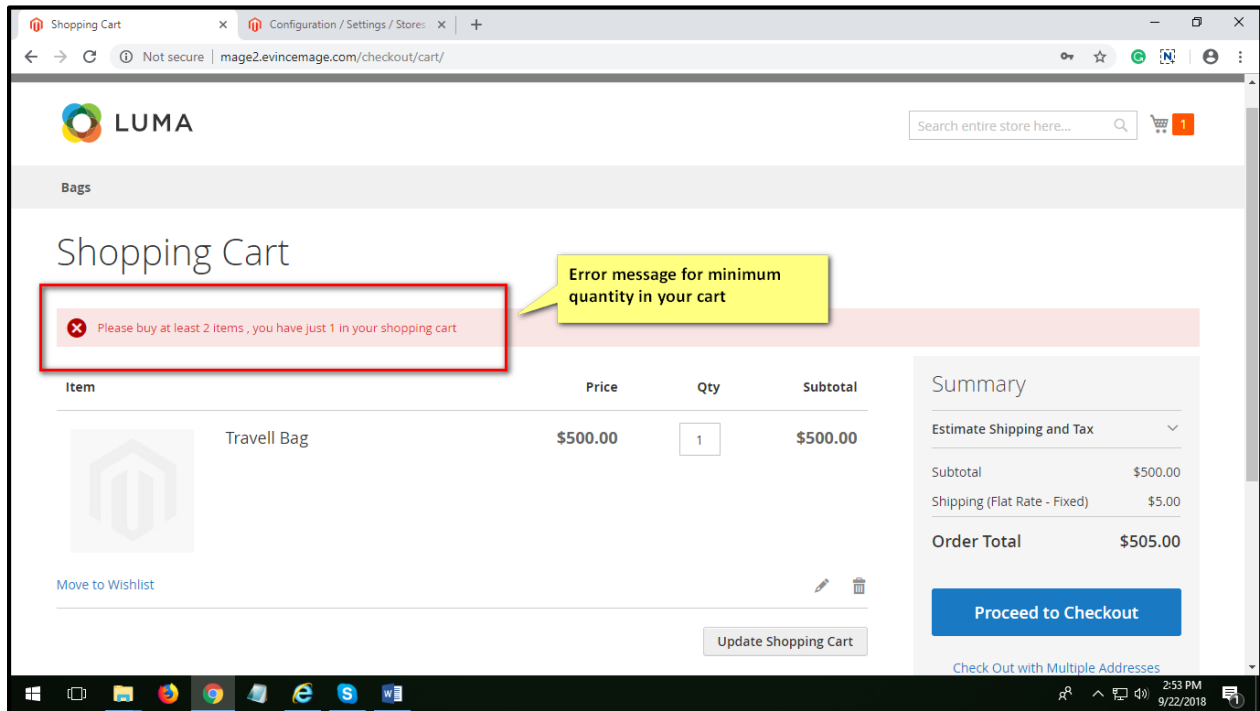 Shopping Cart
Configuration / Settings / Stores
Not secure | mage2.evincemage.com/checkout/cart/
LUMA
Search entire store here...
1
Bags
Shopping Cart
Error message for minimum
quantity in your cart
Please buy at least 2 items , you have just 1 in your shopping cart
Item Price Qty Subtotal
Travell Bag $500.00 1 $500.00
Move to Wishlist
Update Shopping Cart
Summary
Estimate Shipping and Tax
Subtotal $500.00
Shipping (Flat Rate - Fixed) $5.00
Order Total $505.00
Proceed to Checkout
Check Out with Multiple Addresses
2:53 PM
9/22/2018
1